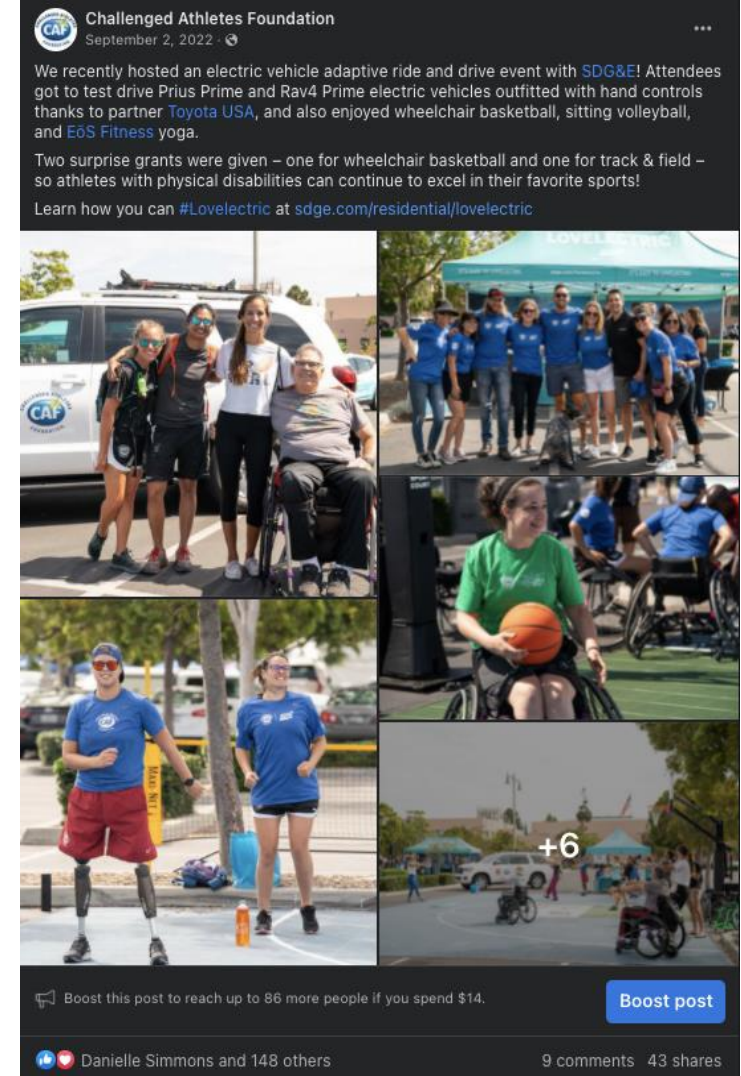 Challenged Athletes Foundation
September 2, 2022 ·
We recently hosted an electric vehicle adaptive ride and drive event with SDG&E! Attendees
got to test drive Prius Prime and Rav4 Prime electric vehicles outfitted with hand controls
thanks to partner Toyota USA, and also enjoyed wheelchair basketball, sitting volleyball,
and EōS Fitness yoga.
Two surprise grants were given – one for wheelchair basketball and one for track & field –
so athletes with physical disabilities can continue to excel in their favorite sports!
Learn how you can #Lovelectric at sdge.com/residential/lovelectric
LOVELECTRIC
CAF
+6
Boost this post to reach up to 86 more people if you spend $14.
Boost post
Danielle Simmons and 148 others
9 comments 43 shares